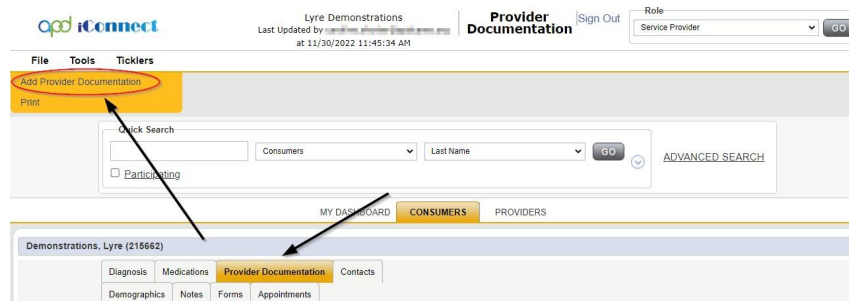 apd iConnect
Lyre Demonstrations
Last Updated by
at 11/30/2022 11:45:34 AM
Provider
Documentation
Sign Out
Role
Service Provider
GO
File Tools Ticklers
Add Provider Documentation
Print
Quick Search
Consumers
Last Name
GO
ADVANCED SEARCH
Participating
MY DASHBOARD CONSUMERS PROVIDERS
Demonstrations, Lyre (215662)
Diagnosis Medications Provider Documentation Contacts
Demographics Notes Forms Appointments